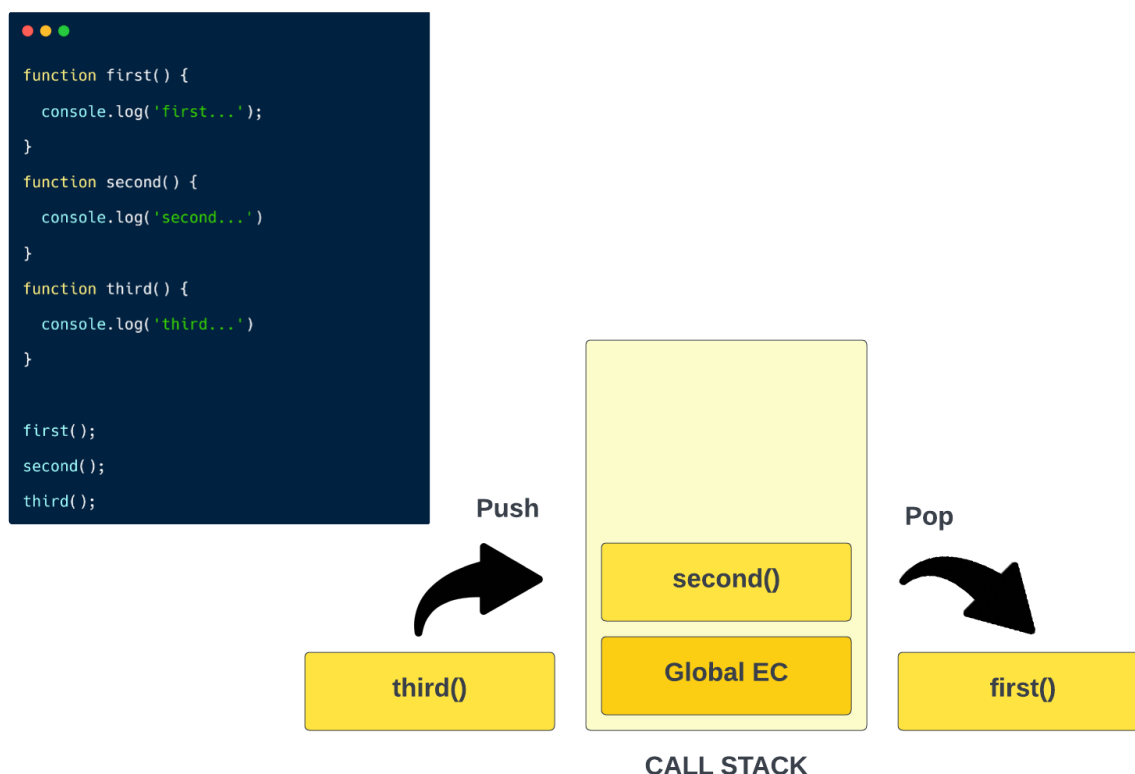 function first() {
  console.log('first...');
}
function second() {
  console.log('second...')
}
function third() {
  console.log('third...')
}
first();
second();
third();
Push
Pop
second()
third()
Global EC
first()
CALL STACK